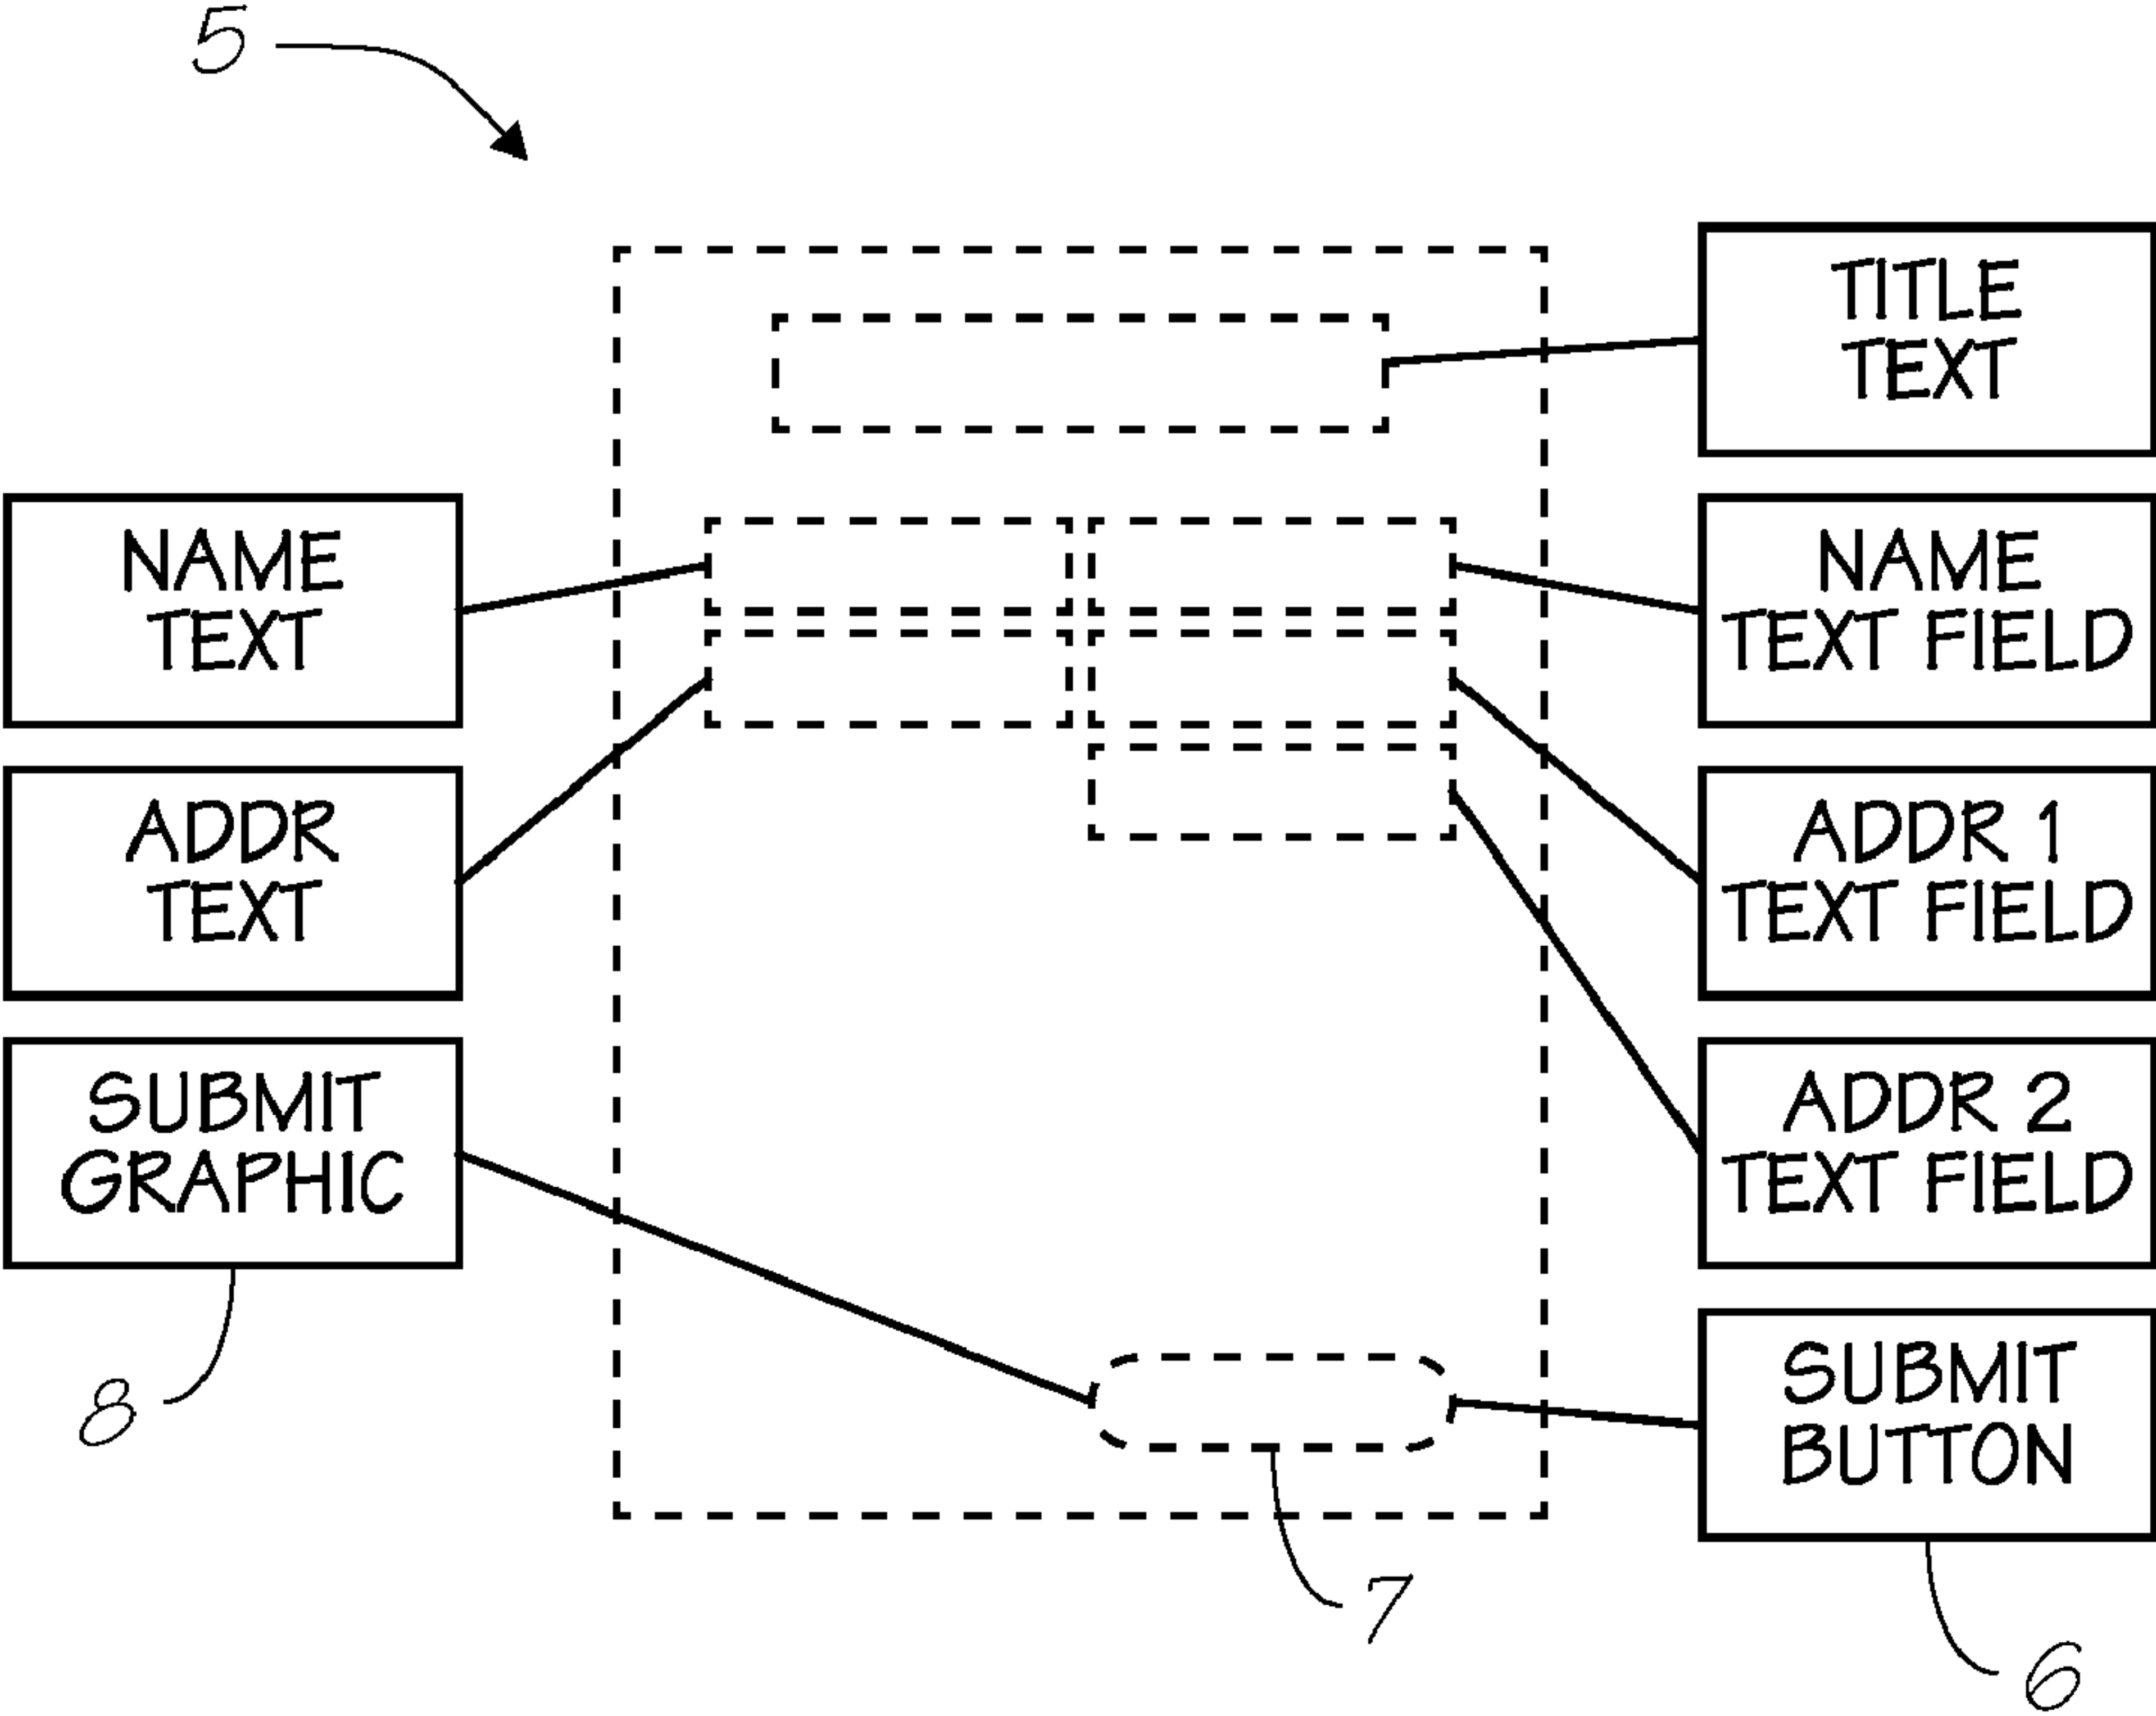 5
TITLE
TEXT
NAME
TEXT
NAME
TEXT FIELD
ADDR
TEXT
ADDR 1
TEXT FIELD
SUBMIT
GRAPHIC
ADDR 2
TEXT FIELD
SUBMIT
BUTTON
8
7
6